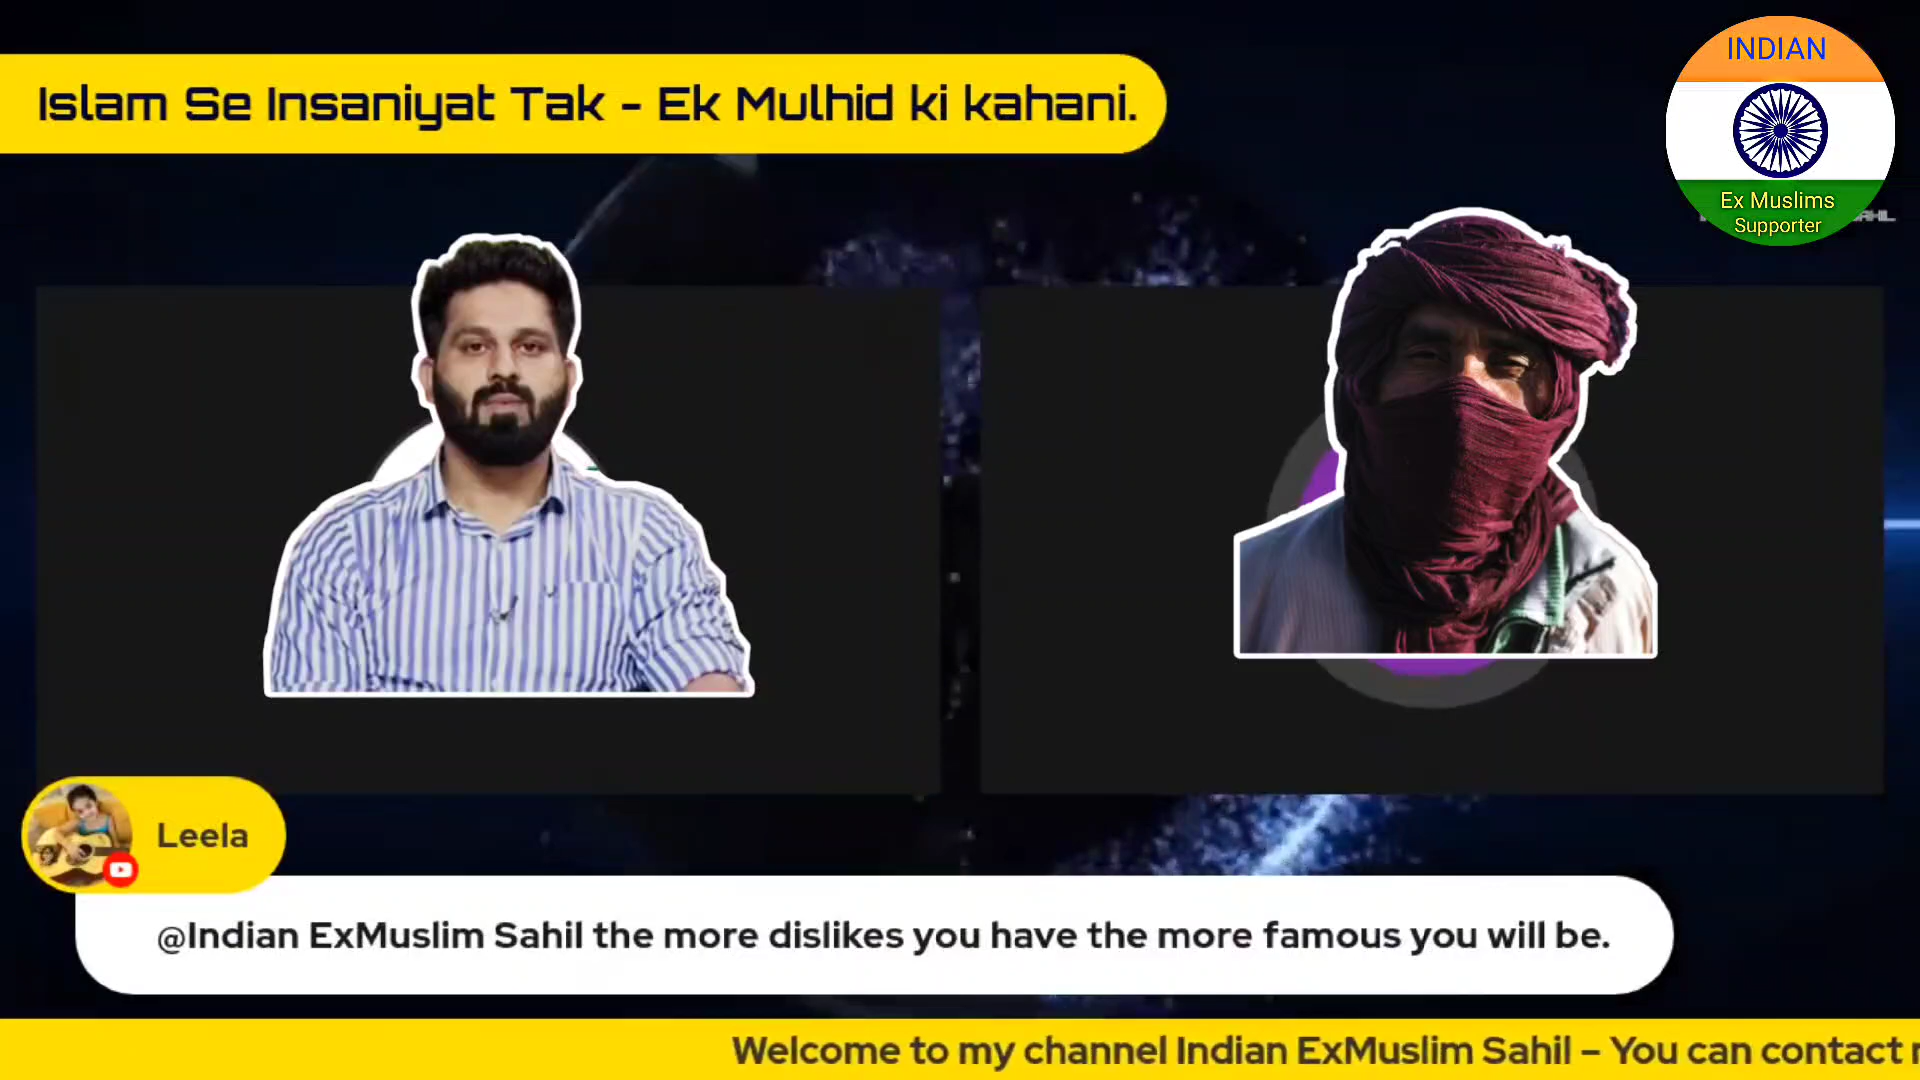 Islam Se Insaniyat Tak - Ek Mulhid ki kahani.
INDIAN
Ex Muslims
Supporter
Leela
@Indian ExMuslim Sahil the more dislikes you have the more famous you will be.
Welcome to my channel Indian ExMuslim Sahil – You can contact